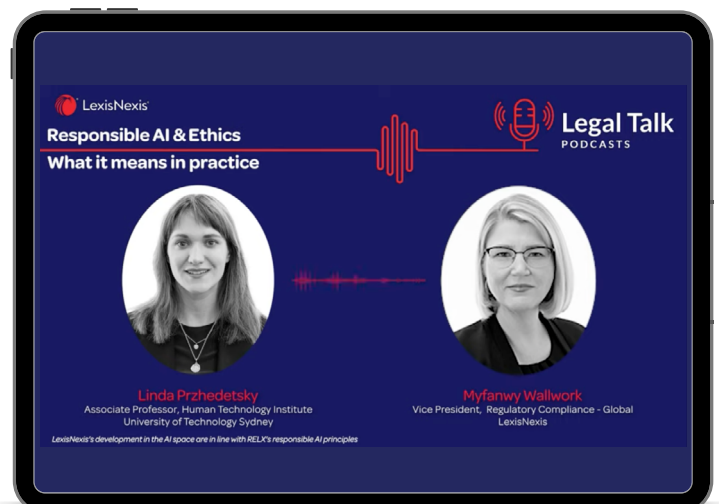 LexisNexis®
Legal Talk
PODCASTS
Responsible AI & Ethics
What it means in practice
Linda Przhedetsky
Associate Professor, Human Technology Institute
University of Technology Sydney
Myfanwy Wallwork
Vice President, Regulatory Compliance - Global
LexisNexis
LexisNexis's development in the AI space are in line with RELX's responsible AI principles